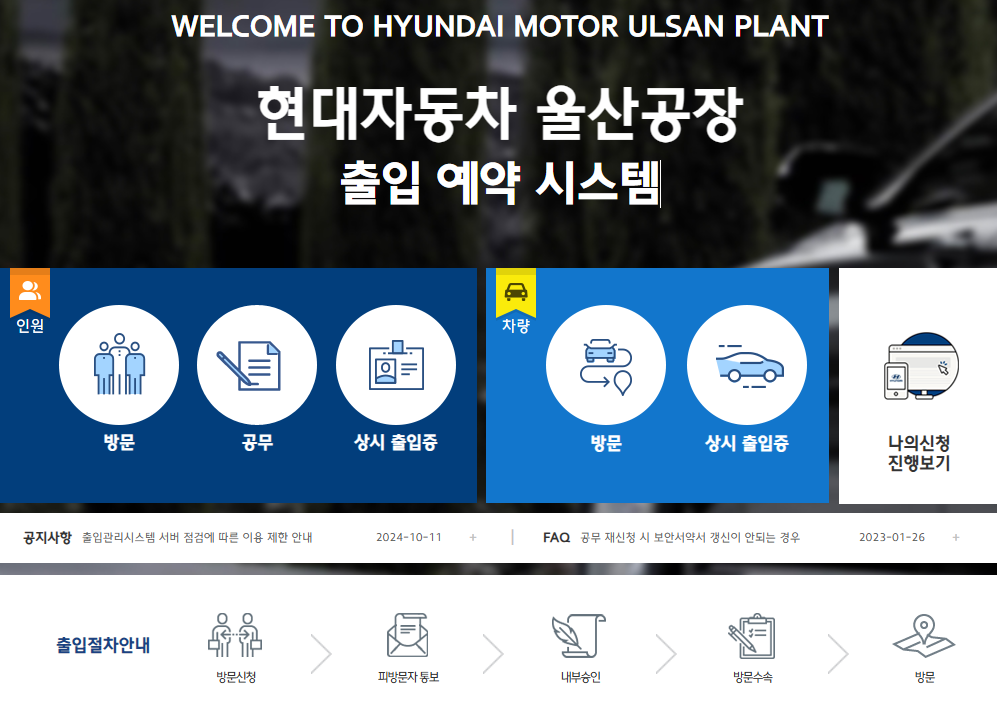 WELCOME TO HYUNDAI MOTOR ULSAN PLANT
현대자동차 울산공장
출입 예약 시스템
인원
방문
공무
상시 출입증
차량
방문
상시 출입증
나의신청
진행보기
공지사항 출입관리시스템 서버 점검에 따른 이용 제한 안내 2024-10-11 +
FAQ 공무 재신청 시 보안서약서 갱신이 안되는 경우 2023-01-26 +
출입절차안내
방문신청
피방문자 통보
내부승인
방문수속
방문